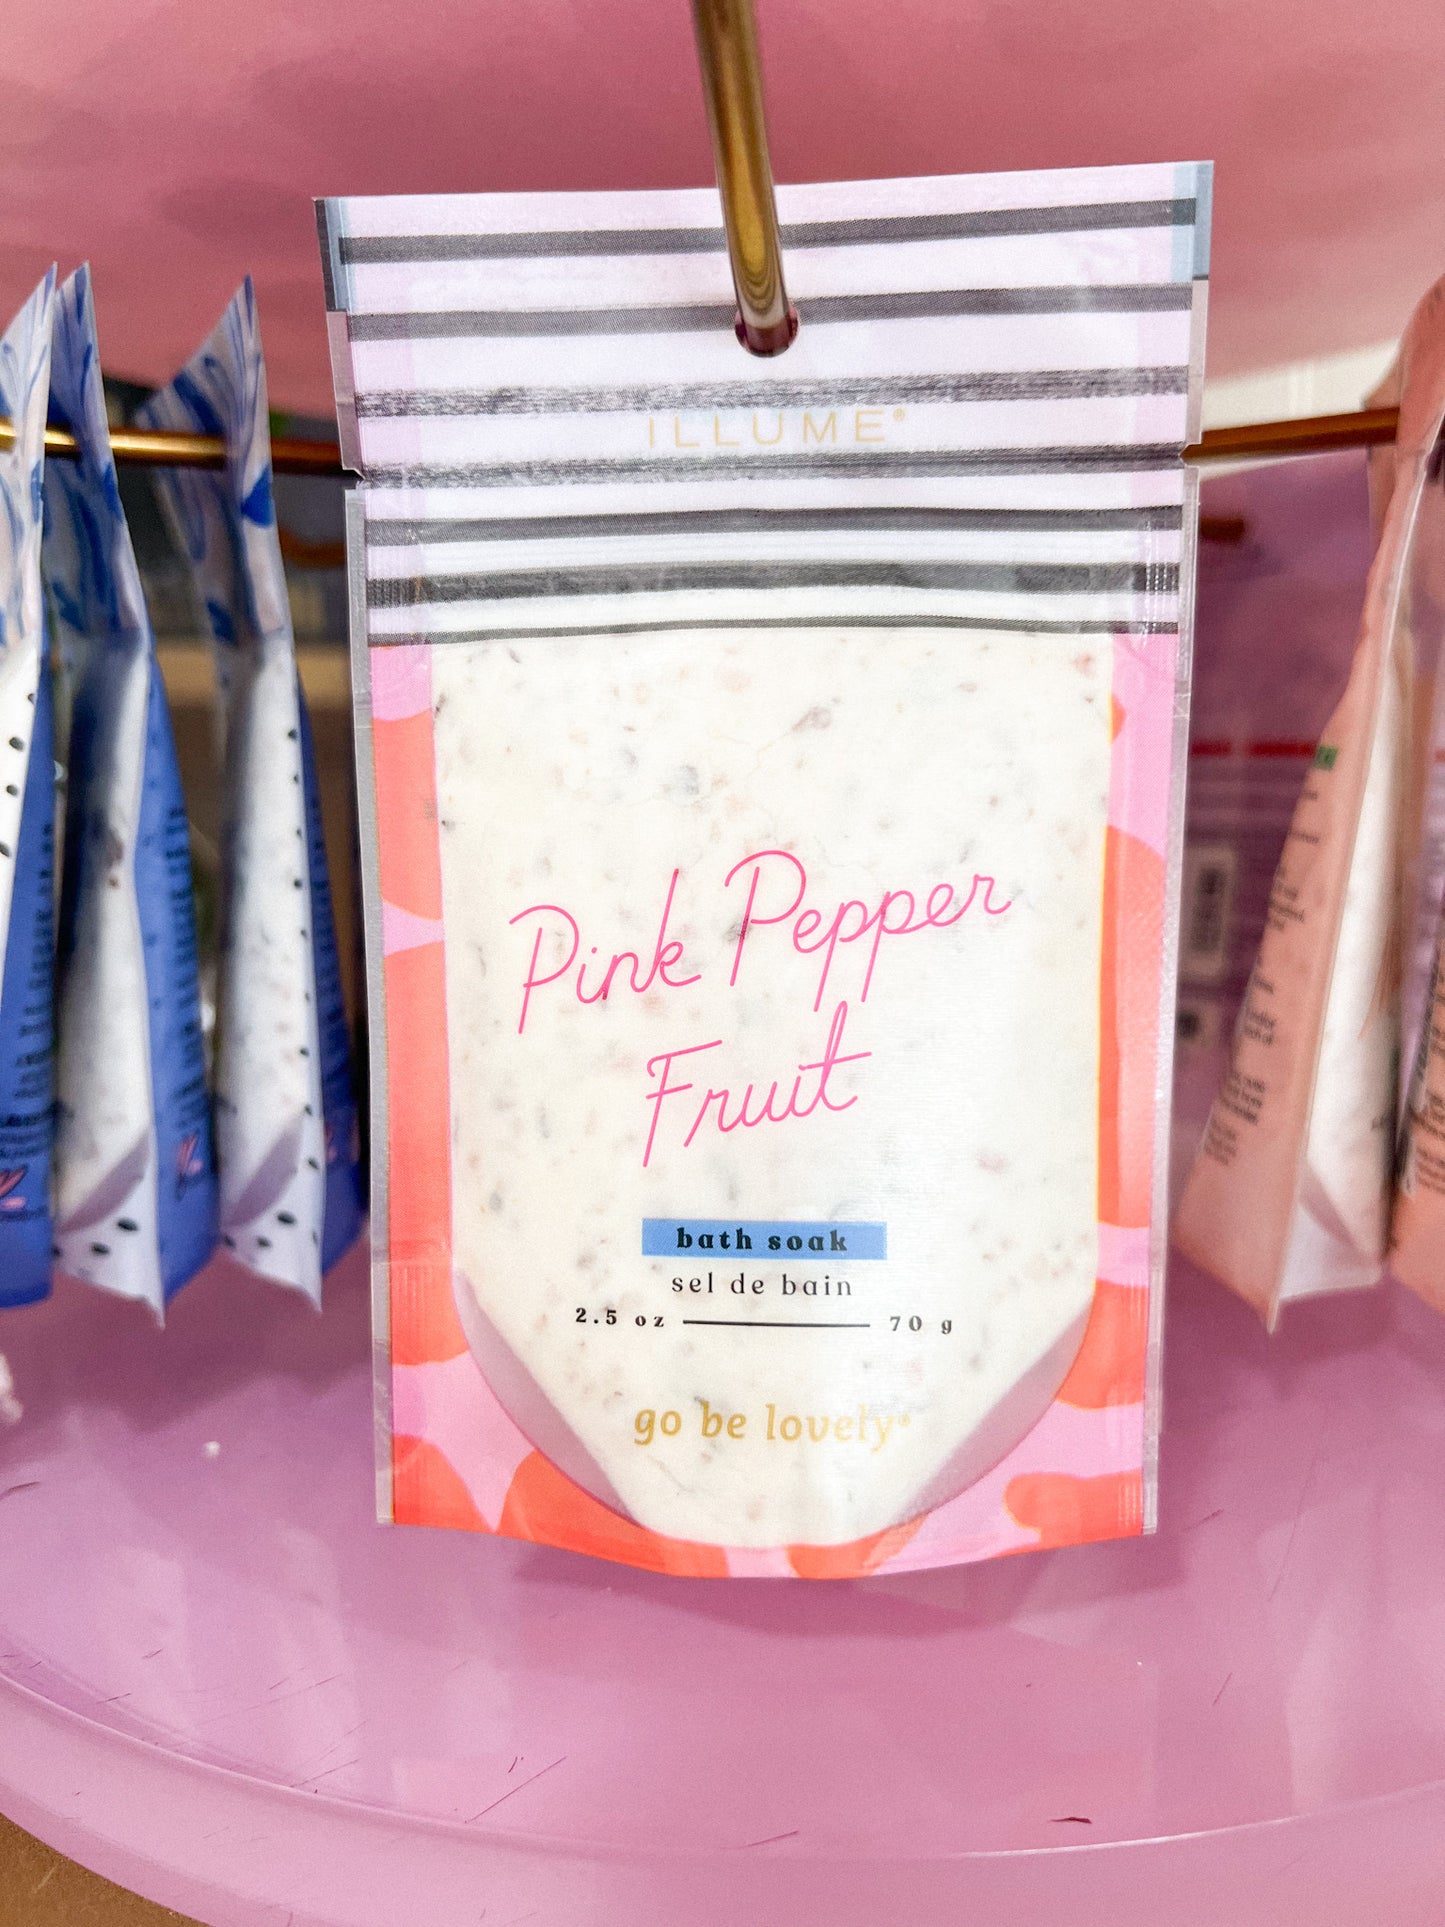 ILLUME®
Pink Pepper
Fruit
bath soak
sel de bain
2.5 oz 70 g
go be lovely®